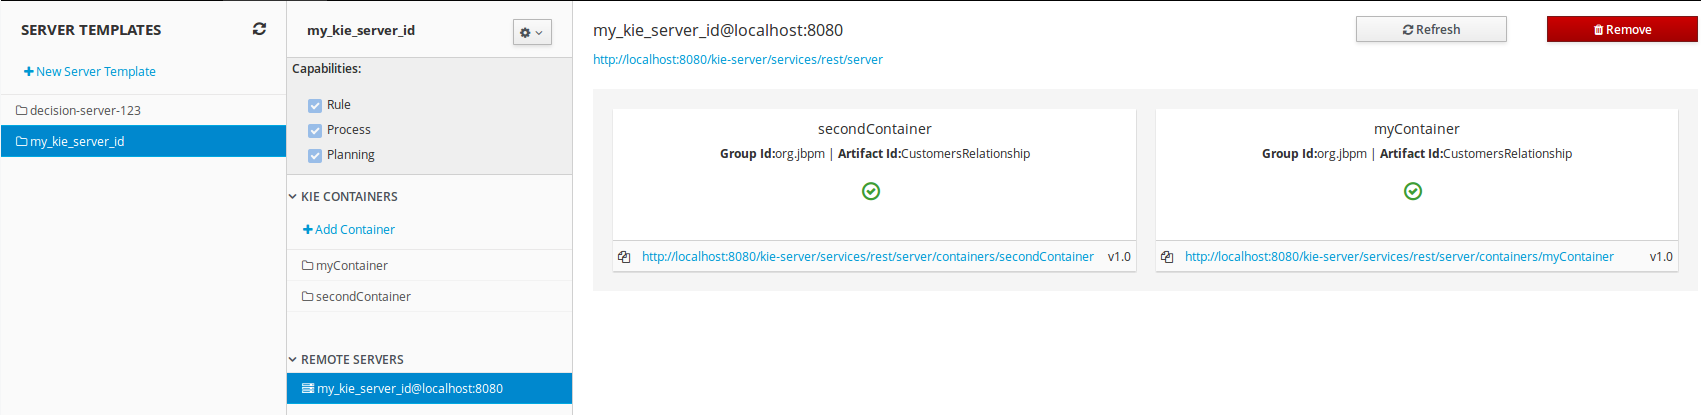 SERVER TEMPLATES
New Server Template
decision-server-123
my_kie_server_id
my_kie_server_id
Capabilities:
Rule
Process
Planning
KIE CONTAINERS
Add Container
myContainer
secondContainer
REMOTE SERVERS
my_kie_server_id@localhost:8080
my_kie_server_id@localhost:8080
Refresh
Remove
http://localhost:8080/kie-server/services/rest/server
secondContainer
Group Id:org.jbpm | Artifact Id:CustomersRelationship
http://localhost:8080/kie-server/services/rest/server/containers/secondContainer v1.0
myContainer
Group Id:org.jbpm | Artifact Id:CustomersRelationship
http://localhost:8080/kie-server/services/rest/server/containers/myContainer v1.0